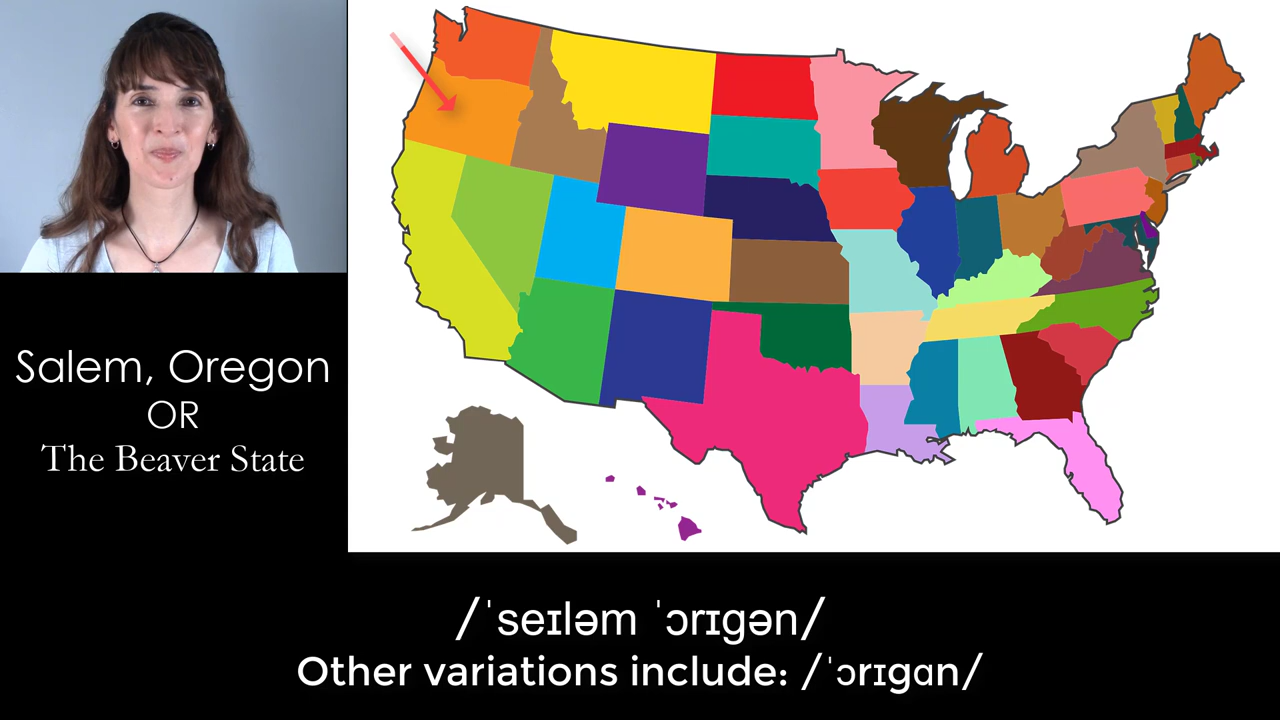 Salem, Oregon
OR
The Beaver State
/ˈseɪləm ˈɔrɪgən/
Other variations include: /ˈɔrɪgɑn/